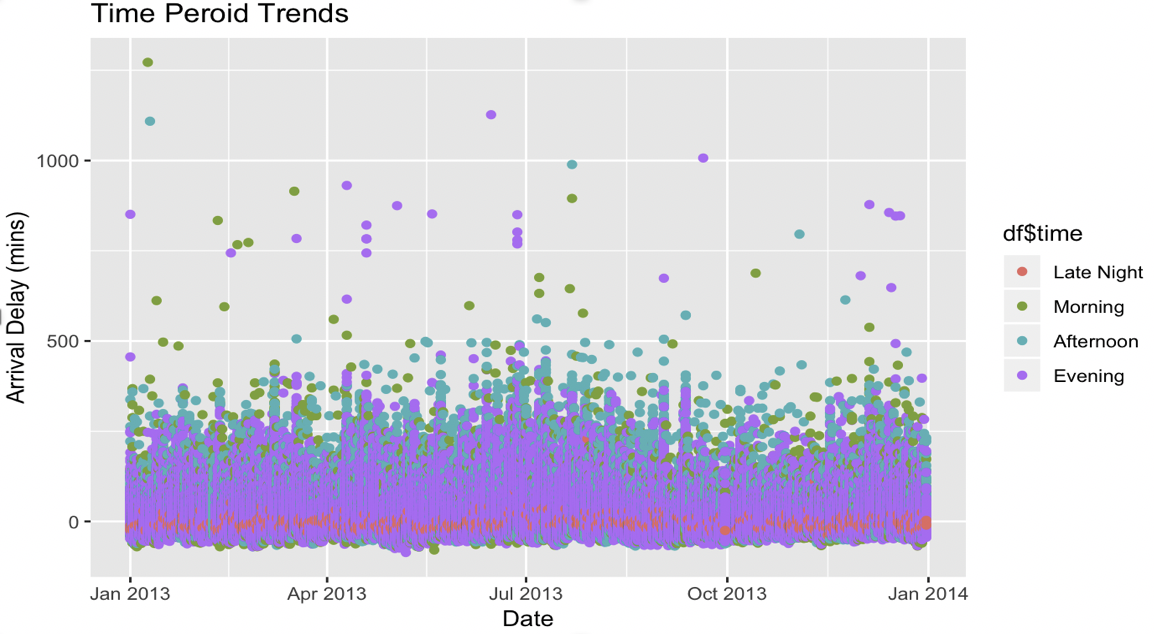 Time Peroid Trends
Arrival Delay (mins)
1000
500
0
Jan 2013
Apr 2013
Jul 2013
Oct 2013
Jan 2014
Date
df$time
Late Night
Morning
Afternoon
Evening